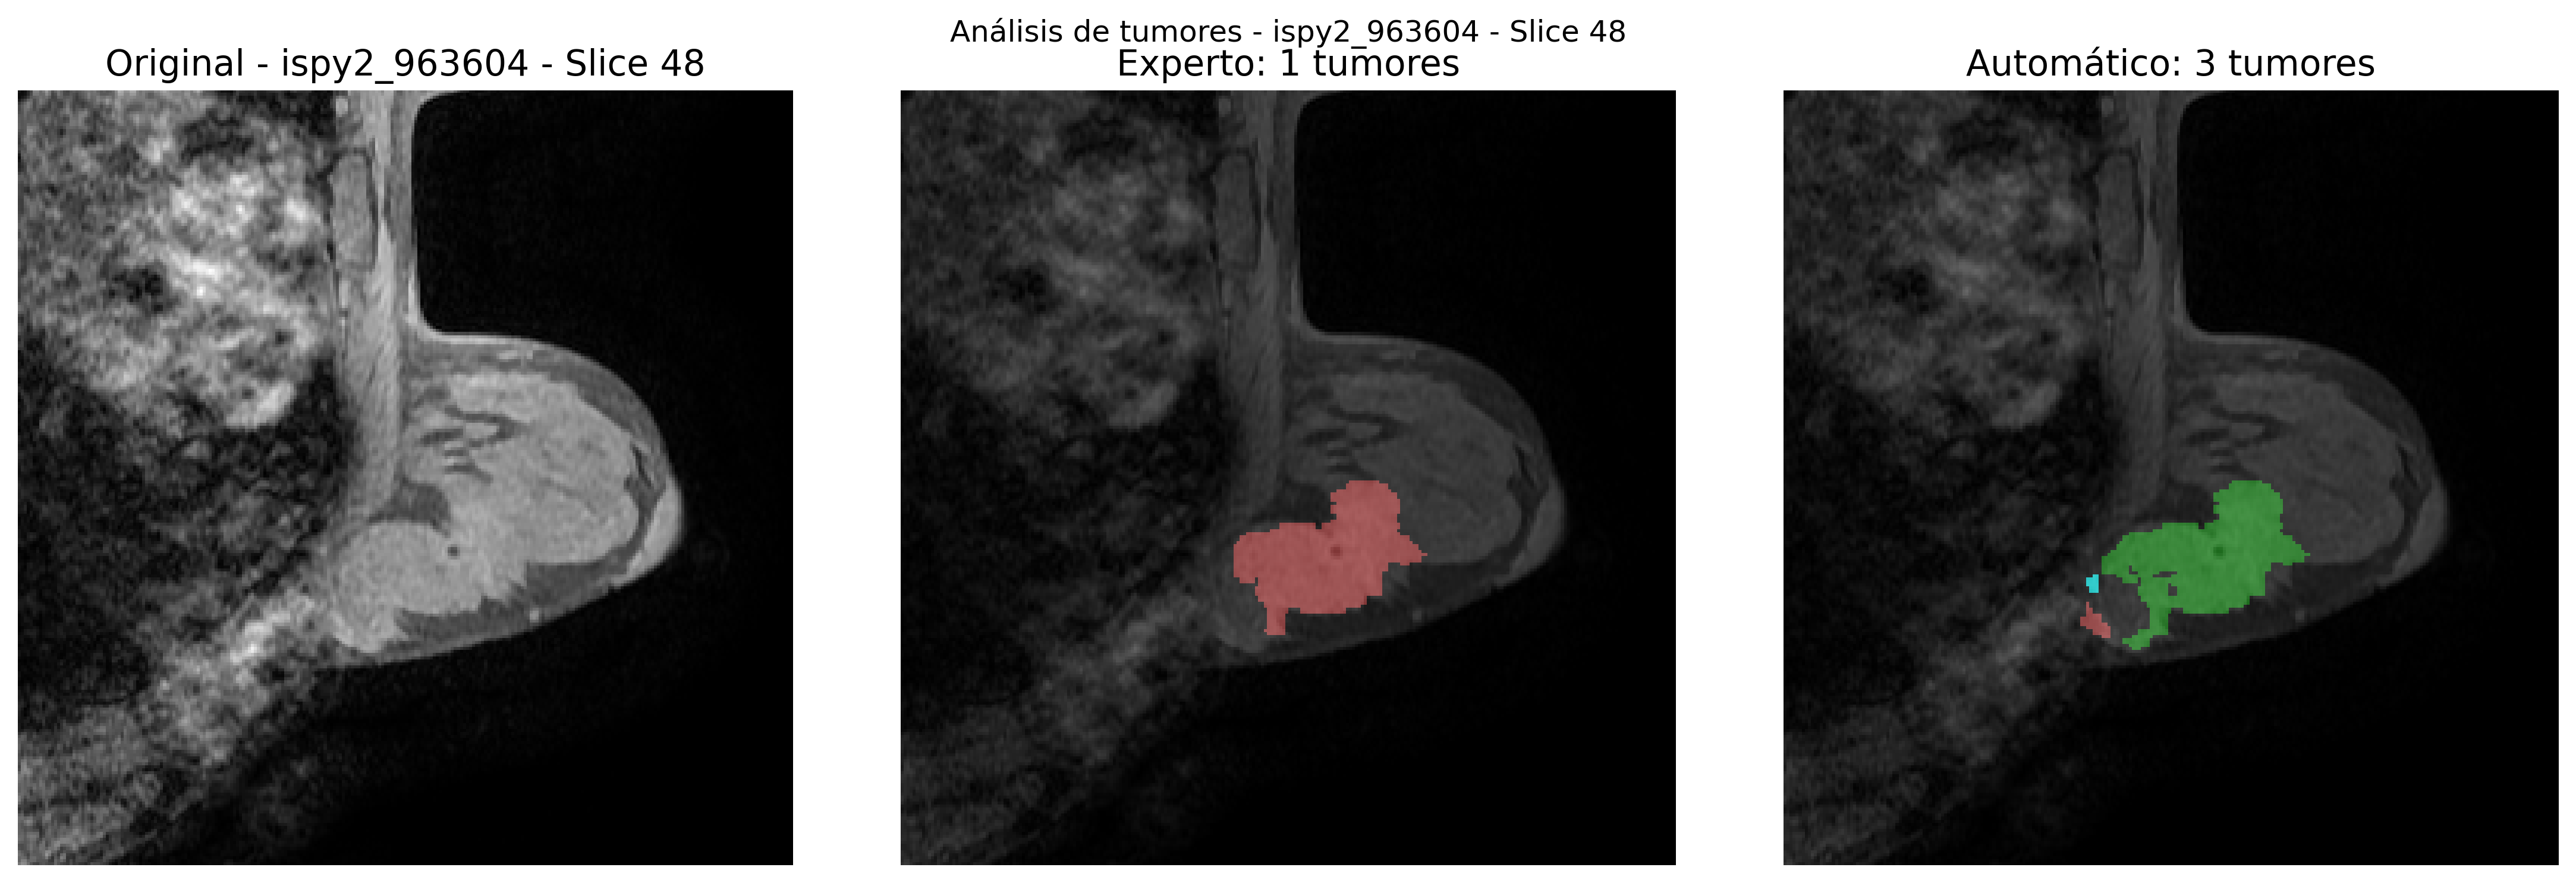 Análisis de tumores - ispy2_963604 - Slice 48
Original - ispy2_963604 - Slice 48
Experto: 1 tumores
Automático: 3 tumores